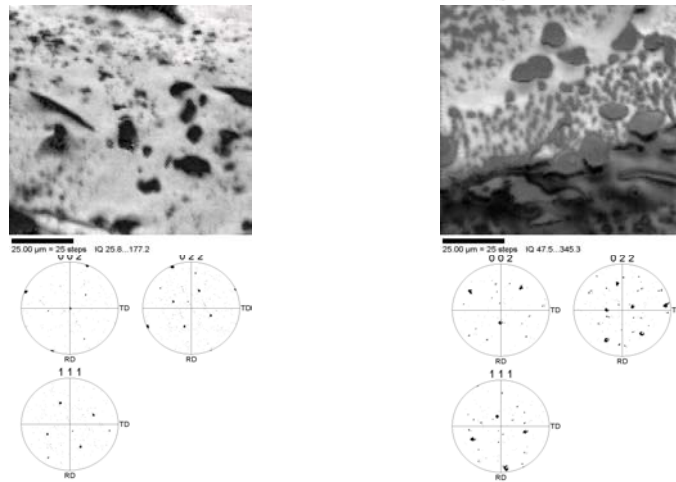 25.00 µm = 25 steps IQ 25.8...177.2
0 0 2
0 2 2
TD
TD
RD
RD
1 1 1
TD
RD
25.00 µm = 25 steps IQ 47.5...345.3
0 0 2
0 2 2
TD
RD
RD
1 1 1
TD
RD